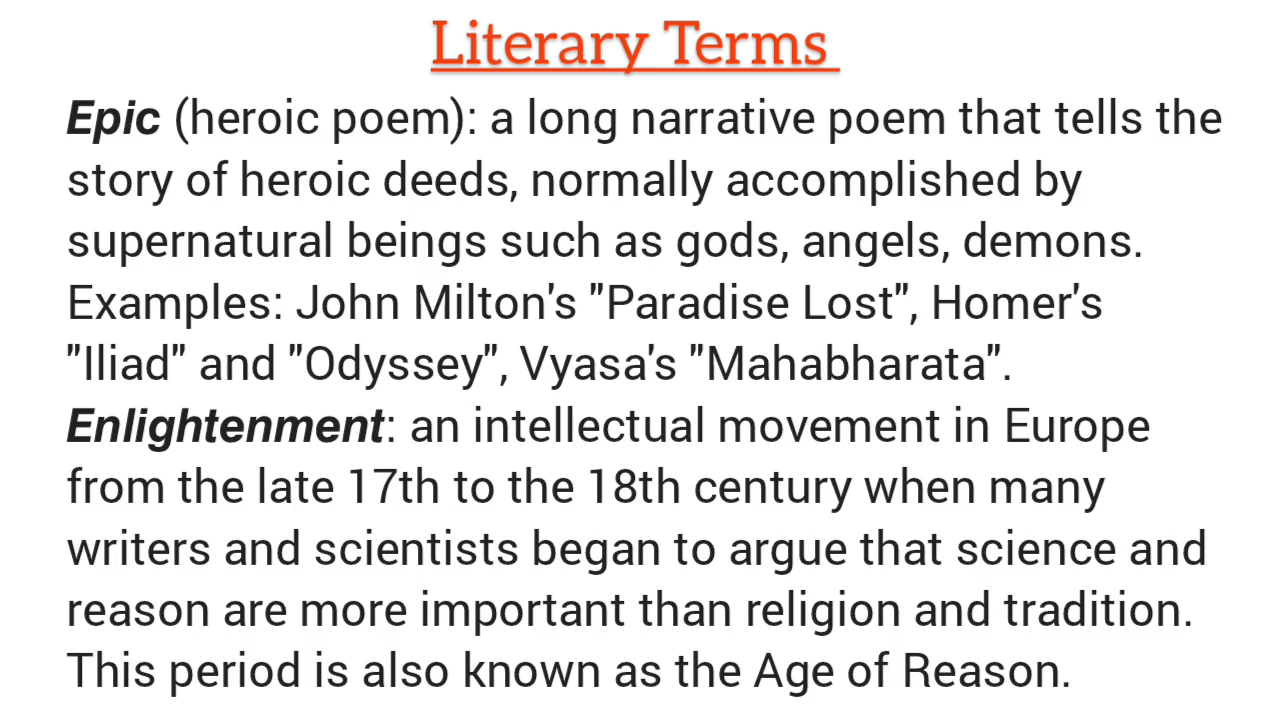 Literary Terms
Epic (heroic poem): a long narrative poem that tells the
story of heroic deeds, normally accomplished by
supernatural beings such as gods, angels, demons.
Examples: John Milton's "Paradise Lost", Homer's
"Iliad" and "Odyssey", Vyasa's "Mahabharata".
Enlightenment: an intellectual movement in Europe
from the late 17th to the 18th century when many
writers and scientists began to argue that science and
reason are more important than religion and tradition.
This period is also known as the Age of Reason.